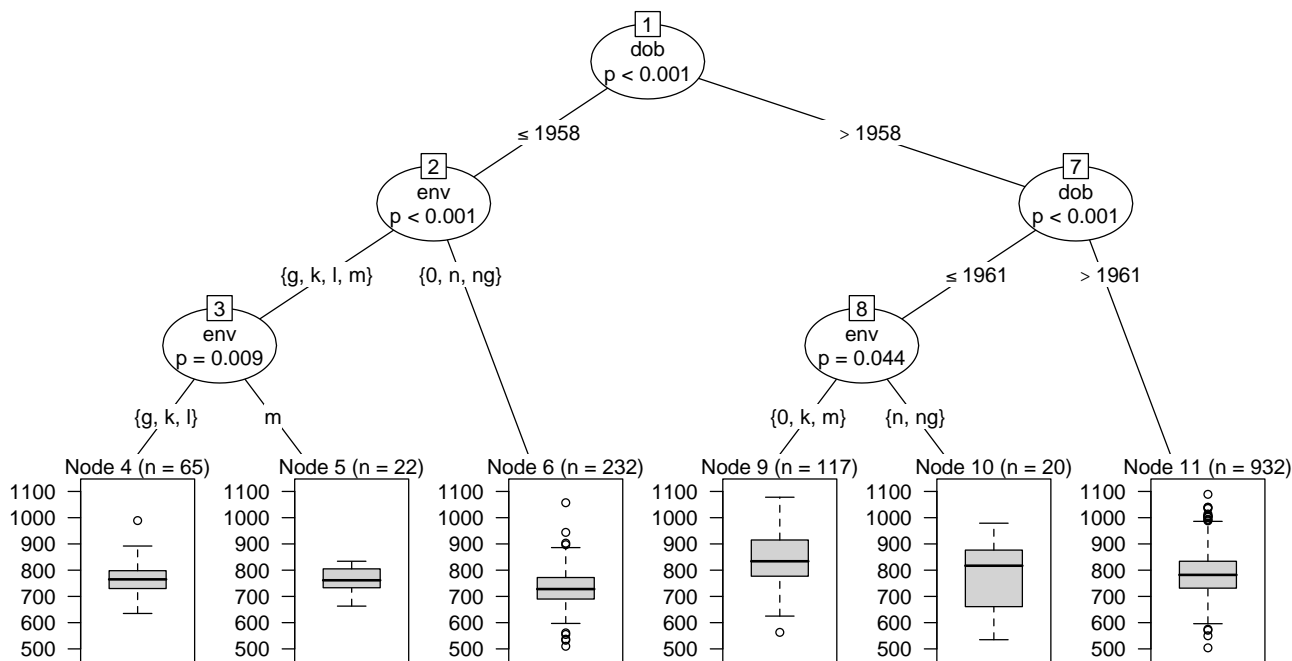 1
dob
p < 0.001
≤ 1958
> 1958
2
env
p < 0.001
7
dob
p < 0.001
{g, k, l, m}
{0, n, ng}
≤ 1961
> 1961
3
env
p = 0.009
8
env
p = 0.044
{g, k, l}
m
{0, k, m}
{n, ng}
Node 4 (n = 65)
1100
1000
900
800
700
600
500
Node 5 (n = 22)
1100
1000
900
800
700
600
500
Node 6 (n = 232)
1100
1000
900
800
700
600
500
Node 9 (n = 117)
1100
1000
900
800
700
600
500
Node 10 (n = 20)
1100
1000
900
800
700
600
500
Node 11 (n = 932)
1100
1000
900
800
700
600
500